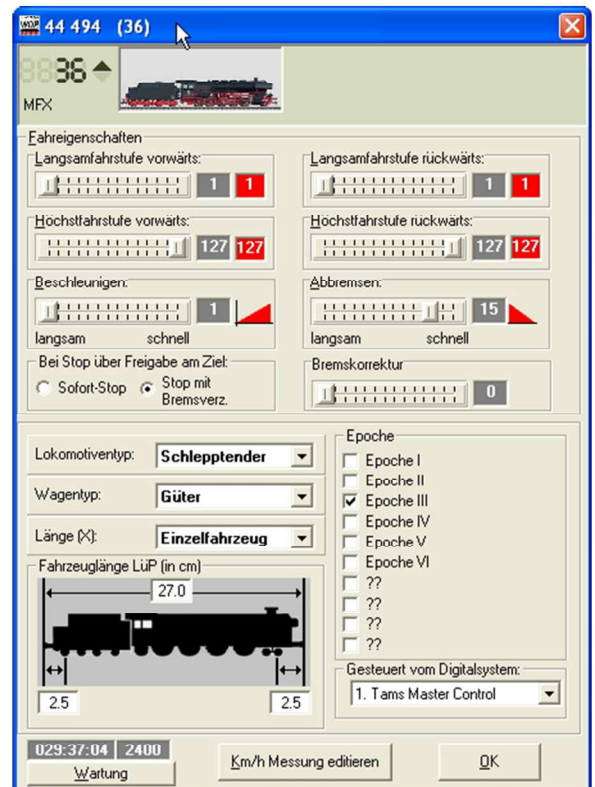 44 494 (36)
36
MFX
Fahreigenschaften
Langsamfahrstufe vorwärts:
1 1
Langsamfahrstufe rückwärts:
1 1
Höchstfahrstufe vorwärts:
127 127
Höchstfahrstufe rückwärts:
127 127
Beschleunigen:
1
langsam schnell
Abbremsen:
15
langsam schnell
Bei Stop über Freigabe am Ziel:
Sofort-Stop
Stop mit
Bremsverz.
Bremskorrektur
0
Lokomotiventyp: Schlepptender
Wagentyp: Güter
Länge (X): Einzelfahrzeug
Fahrzeuglänge LüP (in cm)
27.0
2.5 2.5
Epoche
Epoche I
Epoche II
Epoche III
Epoche IV
Epoche V
Epoche VI
??
??
??
??
Gesteuert vom Digitalsystem:
1. Tams Master Control
029:37:04 2400
Wartung
Km/h Messung editieren
OK